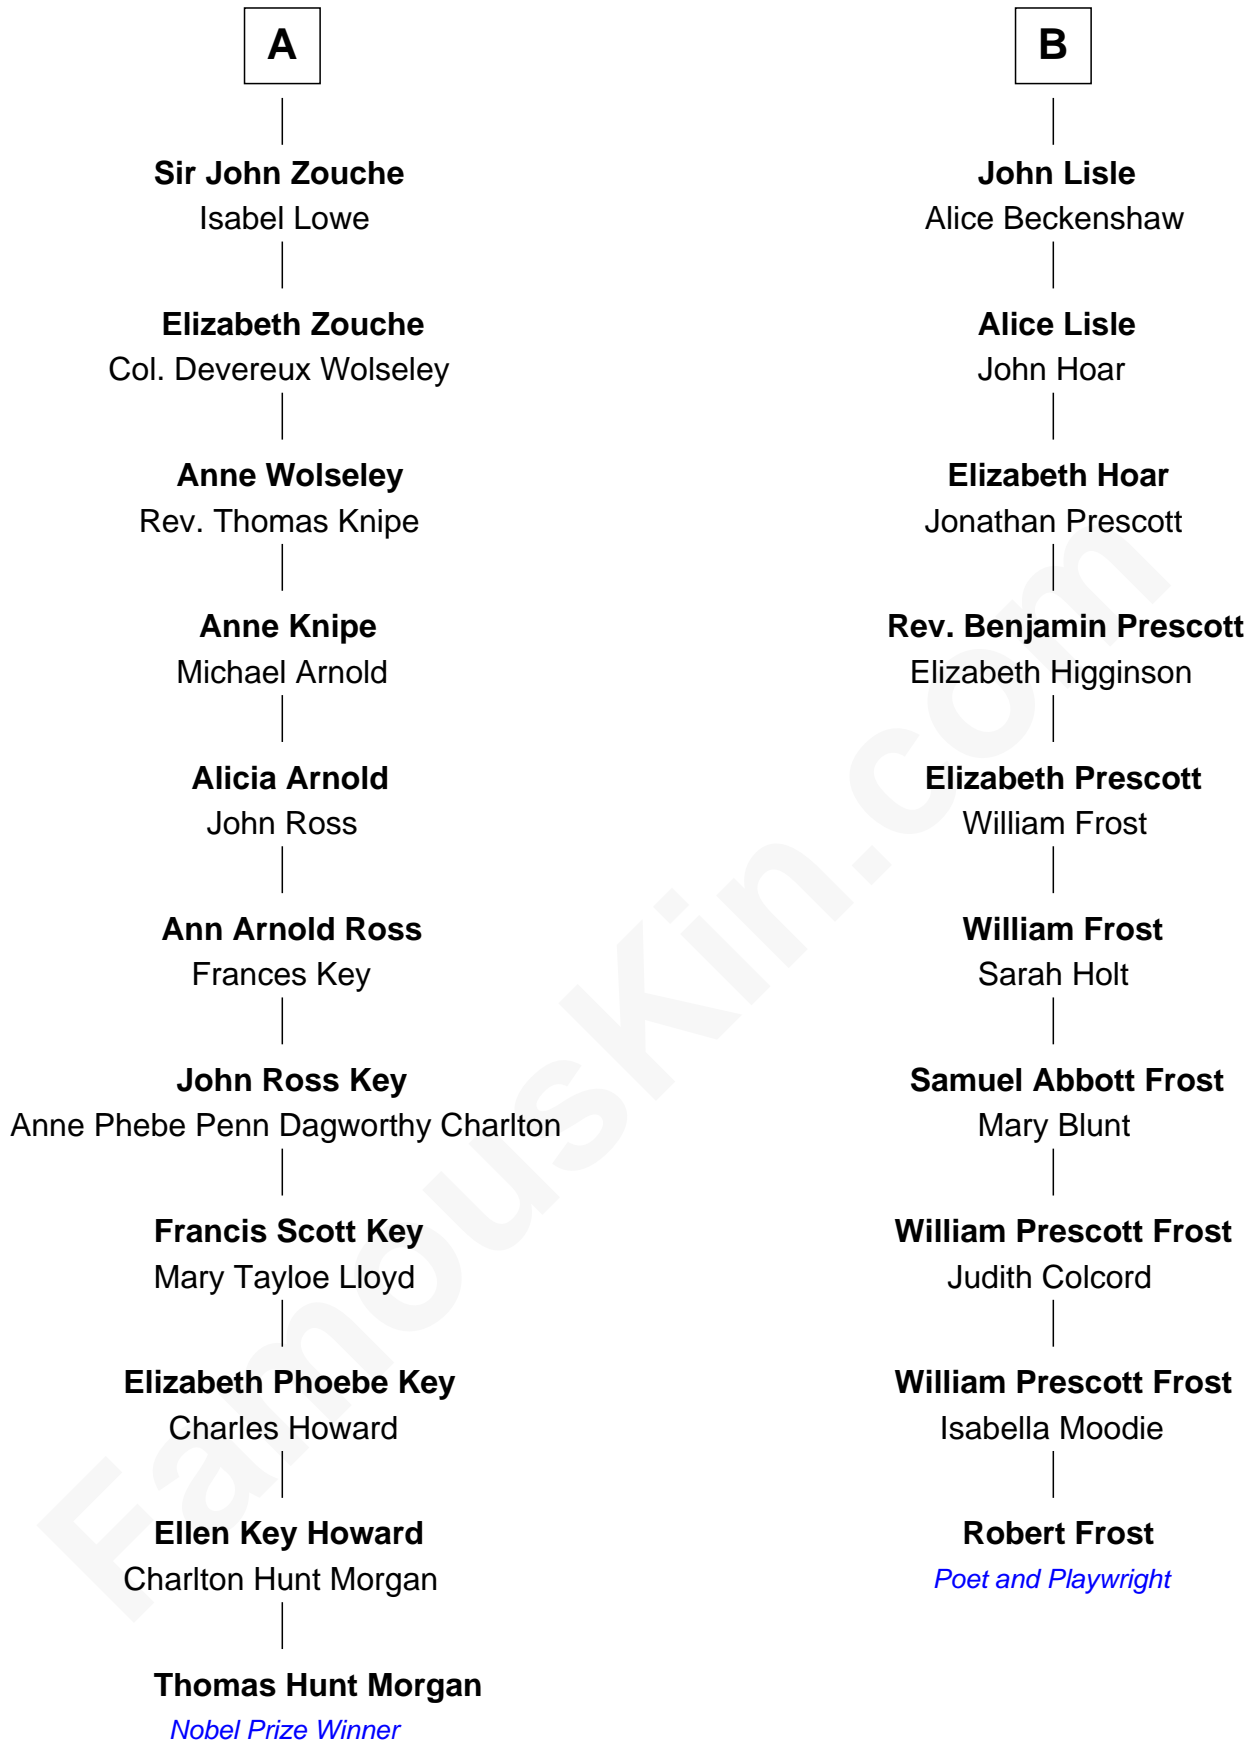 A
Sir John Zouche
Isabel Lowe
Elizabeth Zouche
Col. Devereux Wolseley
Anne Wolseley
Rev. Thomas Knipe
Anne Knipe
Michael Arnold
Alicia Arnold
John Ross
Ann Arnold Ross
Frances Key
John Ross Key
Anne Phebe Penn Dagworthy Charlton
Francis Scott Key
Mary Tayloe Lloyd
Elizabeth Phoebe Key
Charles Howard
Ellen Key Howard
Charlton Hunt Morgan
Thomas Hunt Morgan
Nobel Prize Winner
B
John Lisle
Alice Beckenshaw
Alice Lisle
John Hoar
Elizabeth Hoar
Jonathan Prescott
Rev. Benjamin Prescott
Elizabeth Higginson
Elizabeth Prescott
William Frost
William Frost
Sarah Holt
Samuel Abbott Frost
Mary Blunt
William Prescott Frost
Judith Colcord
William Prescott Frost
Isabella Moodie
Robert Frost
Poet and Playwright
FamousKin.com